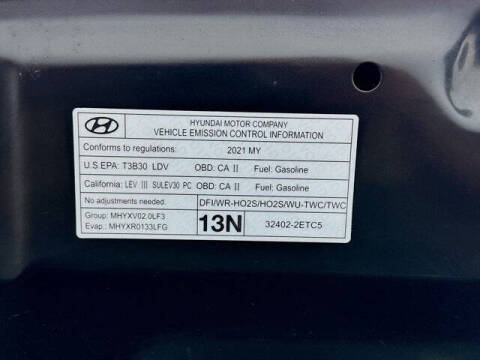 HYUNDAI MOTOR COMPANY
VEHICLE EMISSION CONTROL INFORMATION
Conforms to regulations: 2021 MY
U.S.EPA: T3B30 LDV OBD: CA II Fuel: Gasoline
California: LEV III SULEV30 PC OBD: CA II Fuel: Gasoline
No adjustments needed. DFI/WR-HO2S/HO2S/WU-TWC/TWC
Group: MHYXV02.0LF3
Evap.: MHYXR0133LFG
13N 32402-2ETC5